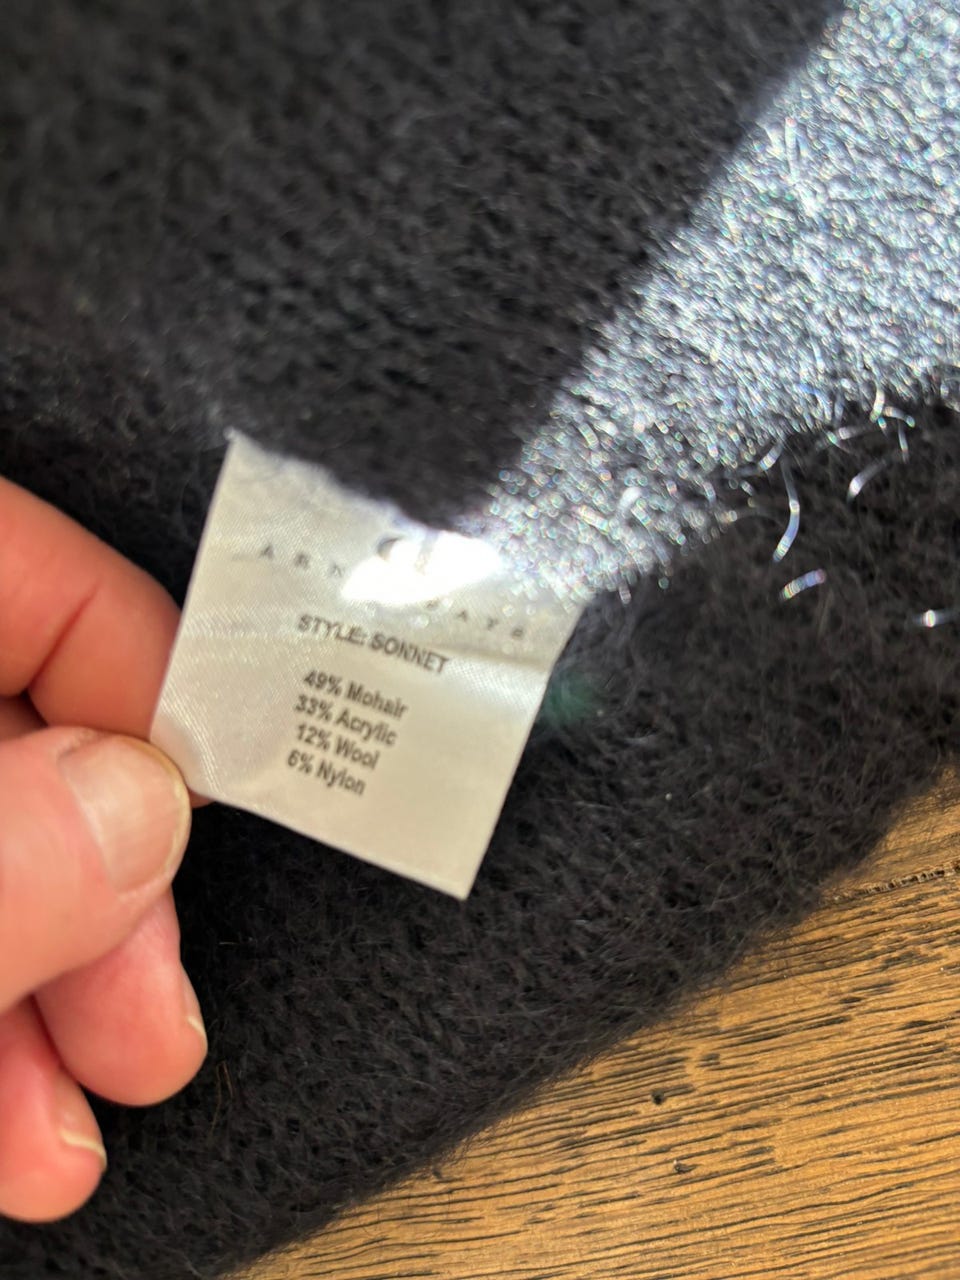 STYLE: SONNET
49% Mohair
33% Acrylic
12% Wool
6% Nylon